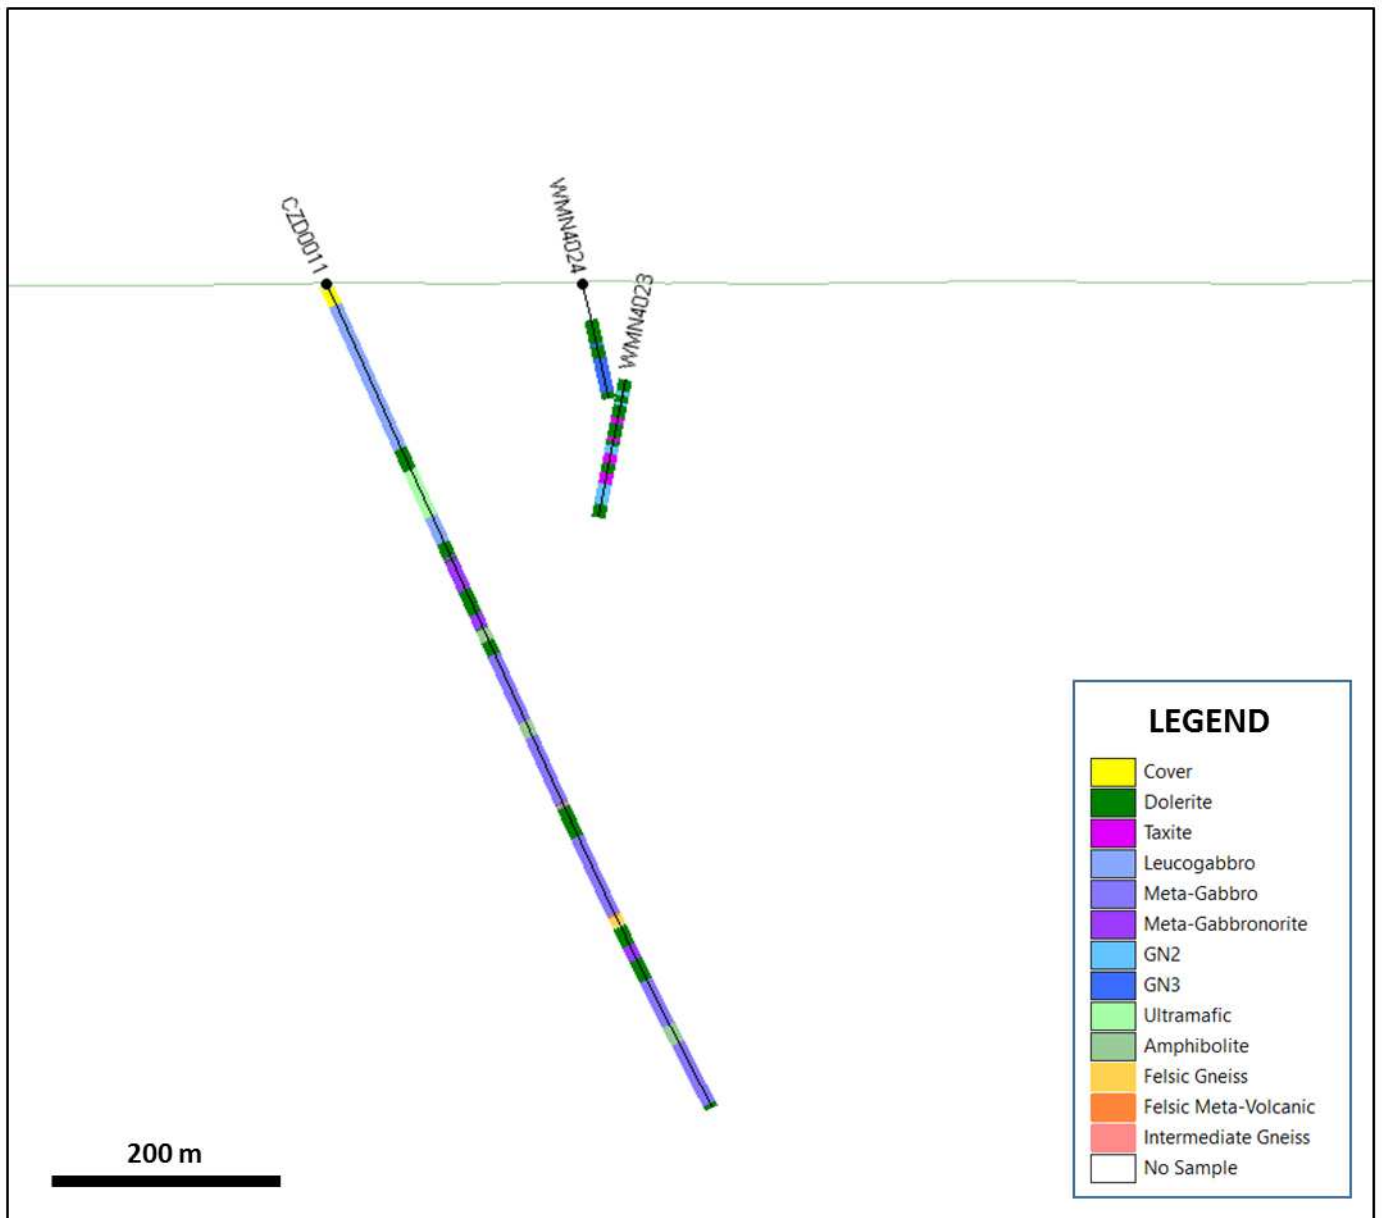 CZD0011
WMN4024
WMN4023
LEGEND
Cover
Dolerite
Taxite
Leucogabbro
Meta-Gabbro
Meta-Gabbronorite
GN2
GN3
Ultramafic
Amphibolite
Felsic Gneiss
Felsic Meta-Volcanic
Intermediate Gneiss
No Sample
200 m